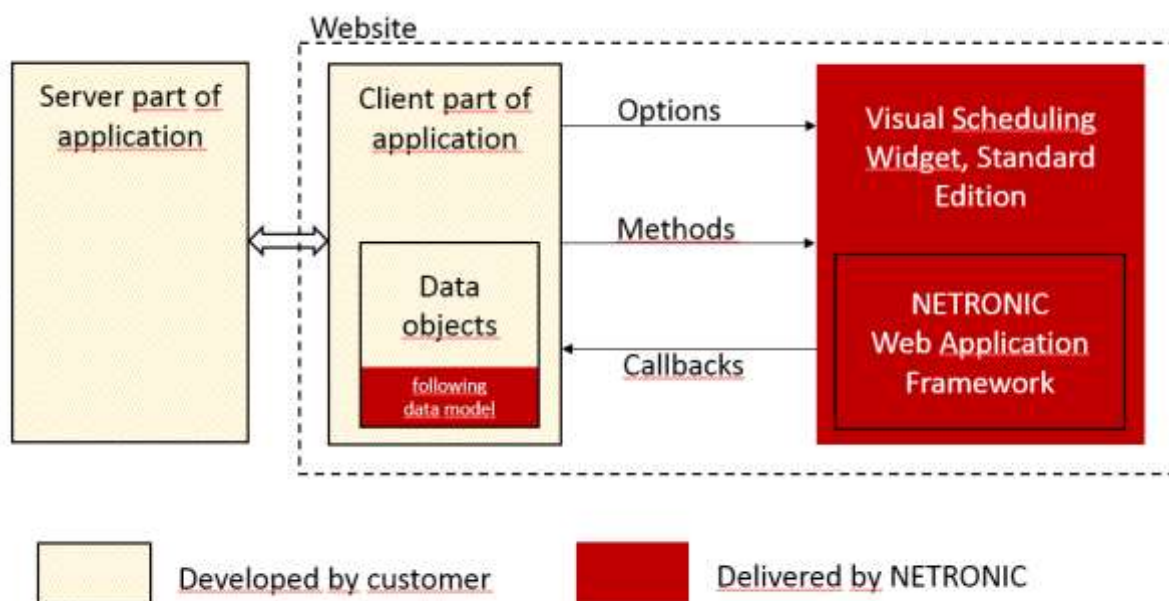 Website
Server part of
application
Client part of
application
Options
Methods
Callbacks
Data
objects
following
data model
Visual Scheduling
Widget, Standard
Edition
NETRONIC
Web Application
Framework
Developed by customer
Delivered by NETRONIC